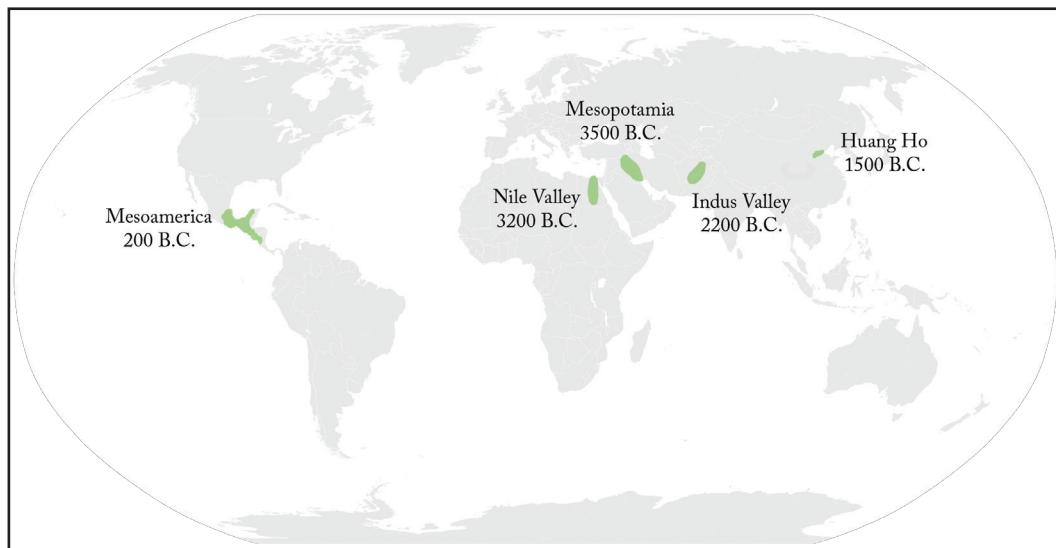 Mesopotamia
3500 B.C.
Huang Ho
1500 B.C.
Nile Valley
3200 B.C.
Indus Valley
2200 B.C.
Mesoamerica
200 B.C.